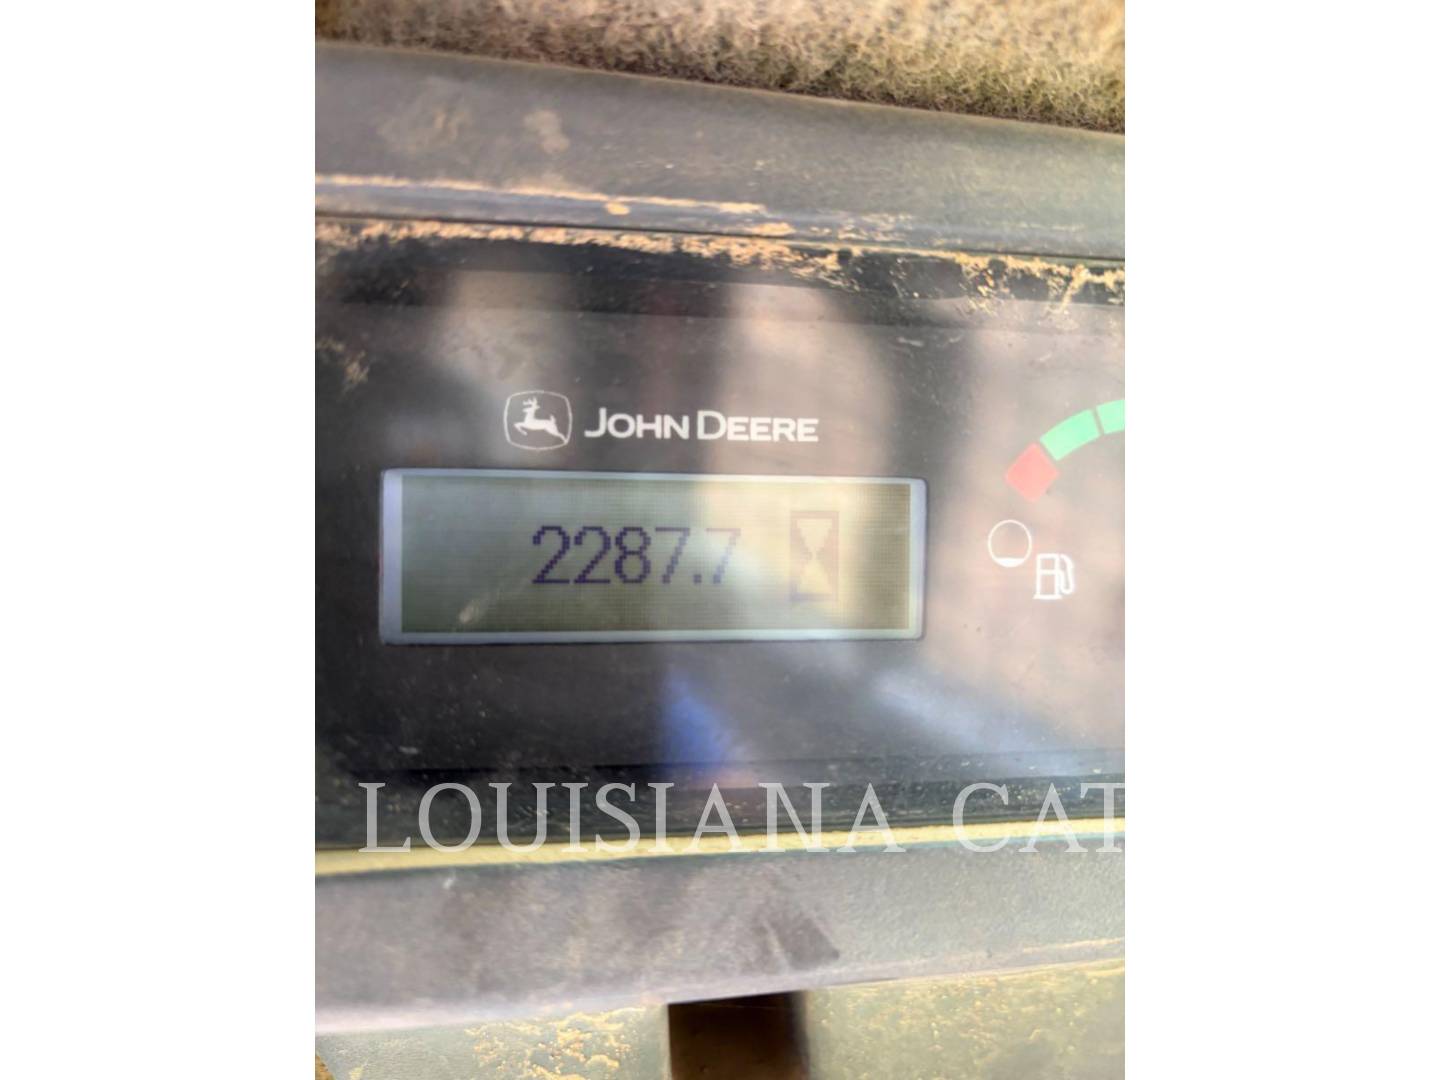 JOHN DEERE
2287.7
LOUISIANA CAT